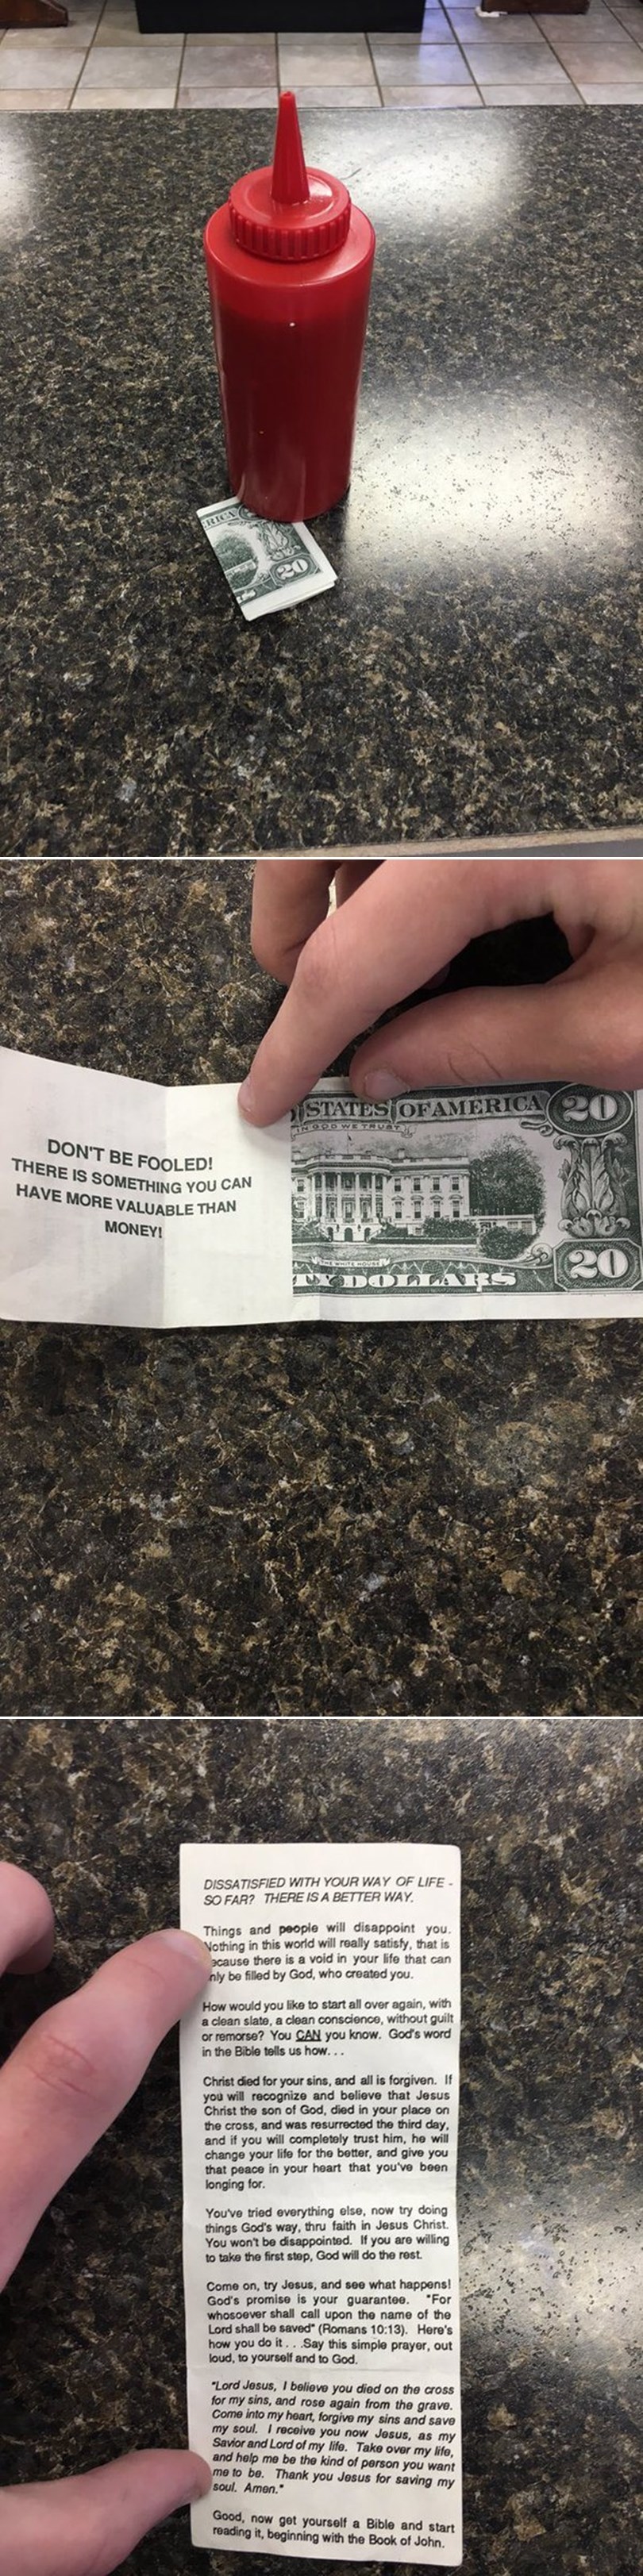 RICA
20
DON'T BE FOOLED!
THERE IS SOMETHING YOU CAN
HAVE MORE VALUABLE THAN
MONEY!
STATES OF AMERICA
IN GOD WE TRUST
20
THE WHITE HOUSE
TY DOLLARS
20
DISSATISFIED WITH YOUR WAY OF LIFE -
SO FAR? THERE IS A BETTER WAY.
Things and people will disappoint you.
Nothing in this world will really satisfy, that is
ecause there is a void in your life that can
nly be filled by God, who created you.
How would you like to start all over again, with
a clean slate, a clean conscience, without guilt
or remorse? You CAN you know. God's word
in the Bible tells us how. . .
Christ died for your sins, and all is forgiven. If
you will recognize and believe that Jesus
Christ the son of God, died in your place on
the cross, and was resurrected the third day,
and if you will completely trust him, he will
change your life for the better, and give you
that peace in your heart that you've been
longing for.
You've tried everything else, now try doing
things God's way, thru faith in Jesus Christ.
You won't be disappointed. If you are willing
to take the first step, God will do the rest.
Come on, try Jesus, and see what happens!
God's promise is your guarantee. "For
whosoever shall call upon the name of the
Lord shall be saved" (Romans 10:13). Here's
how you do it . . .Say this simple prayer, out
loud, to yourself and to God.
"Lord Jesus, I believe you died on the cross
for my sins, and rose again from the grave.
Come into my heart, forgive my sins and save
my soul. I receive you now Jesus, as my
Savior and Lord of my life. Take over my life,
and help me be the kind of person you want
me to be. Thank you Jesus for saving my
soul. Amen."
Good, now get yourself a Bible and start
reading it, beginning with the Book of John.